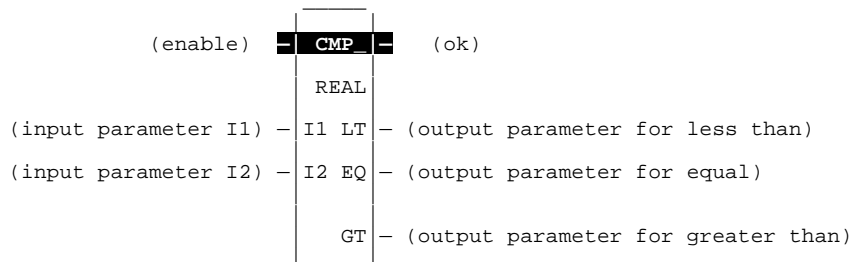 (enable) CMP_ (ok)
REAL
(input parameter I1) I1 LT (output parameter for less than)
(input parameter I2) I2 EQ (output parameter for equal)
GT (output parameter for greater than)